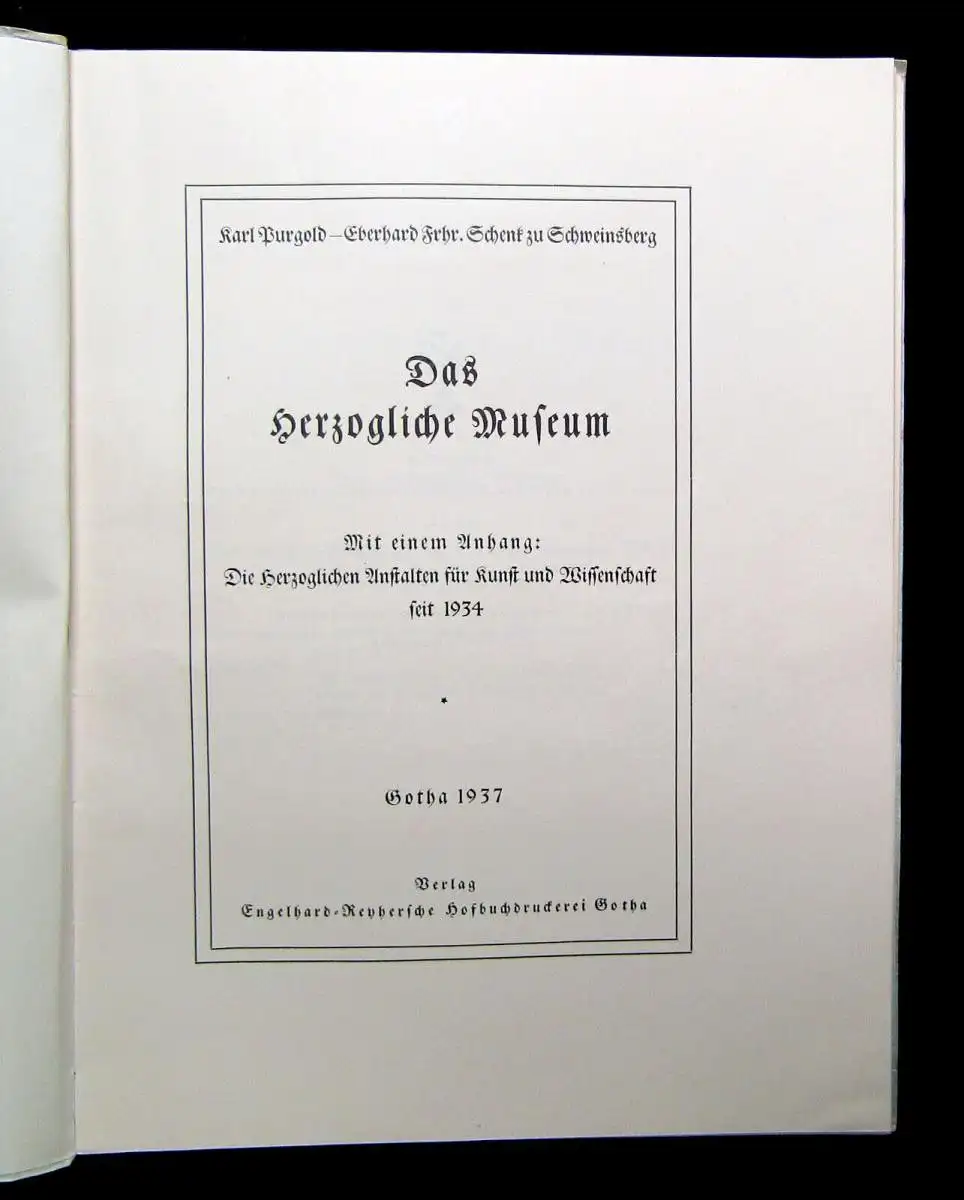 Karl Purgold – Eberhard Frhr. Schenk zu Schweinsberg
Das
Herzogliche Muſeum
Mit einem Anhang:
Die Herzoglichen Anſtalten für Kunſt und Wiſſenſchaft
ſeit 1934
*
Gotha 1937
Verlag
Engelhard-Reyherſche Hofbuchdruckerei Gotha